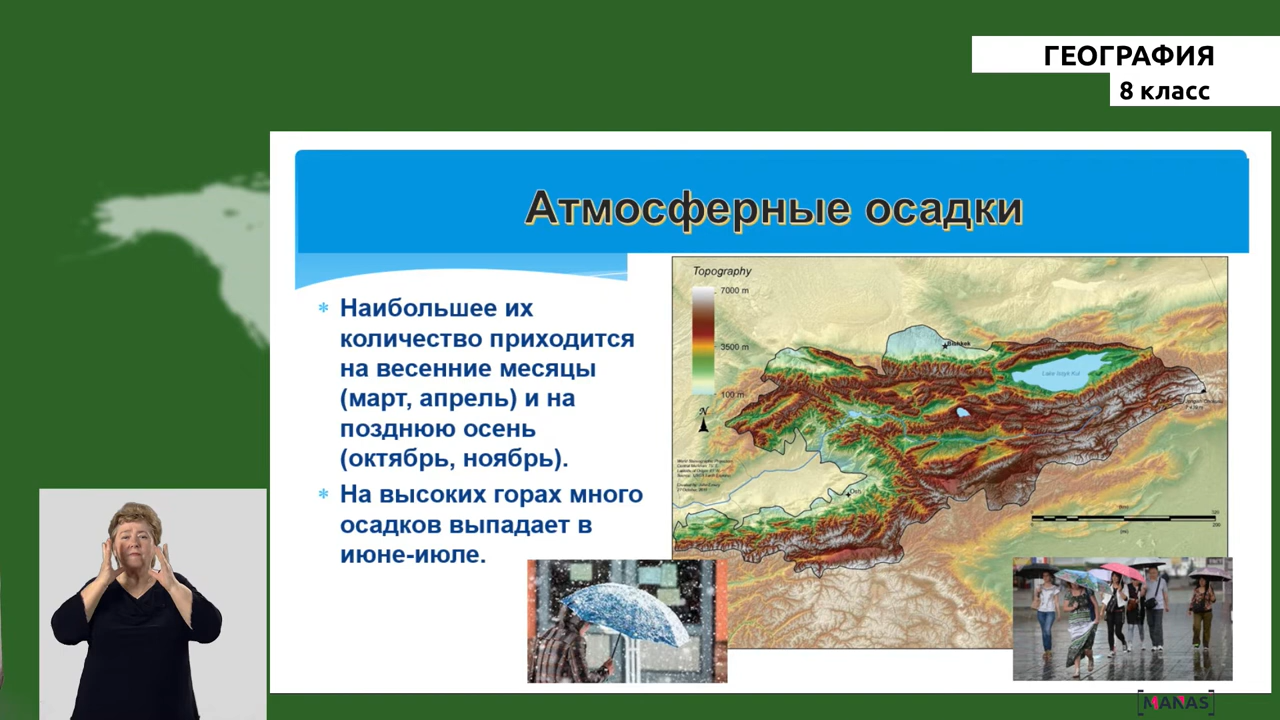 ГЕОГРАФИЯ
8 класс
Атмосферные осадки
Наибольшее их
количество приходится
на весенние месяцы
(март, апрель) и на
позднюю осень
(октябрь, ноябрь).
На высоких горах много
осадков выпадает в
июне-июле.
Topography
7000 m
3500 m
100 m
N
Bishkek
Lake Issyk Kul
Osh
200
MANAS